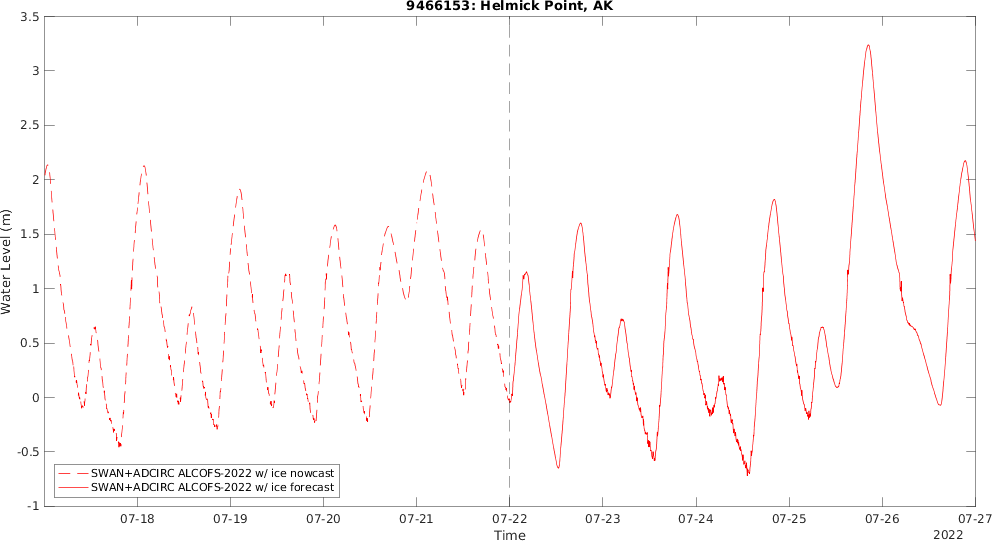 9466153: Helmick Point, AK
3.5
3
2.5
2
1.5
1
0.5
0
-0.5
-1
Water Level (m)
SWAN+ADCIRC ALCOFS-2022 w/ ice nowcast
SWAN+ADCIRC ALCOFS-2022 w/ ice forecast
07-18 07-19 07-20 07-21 07-22 07-23 07-24 07-25 07-26 07-27
Time
2022